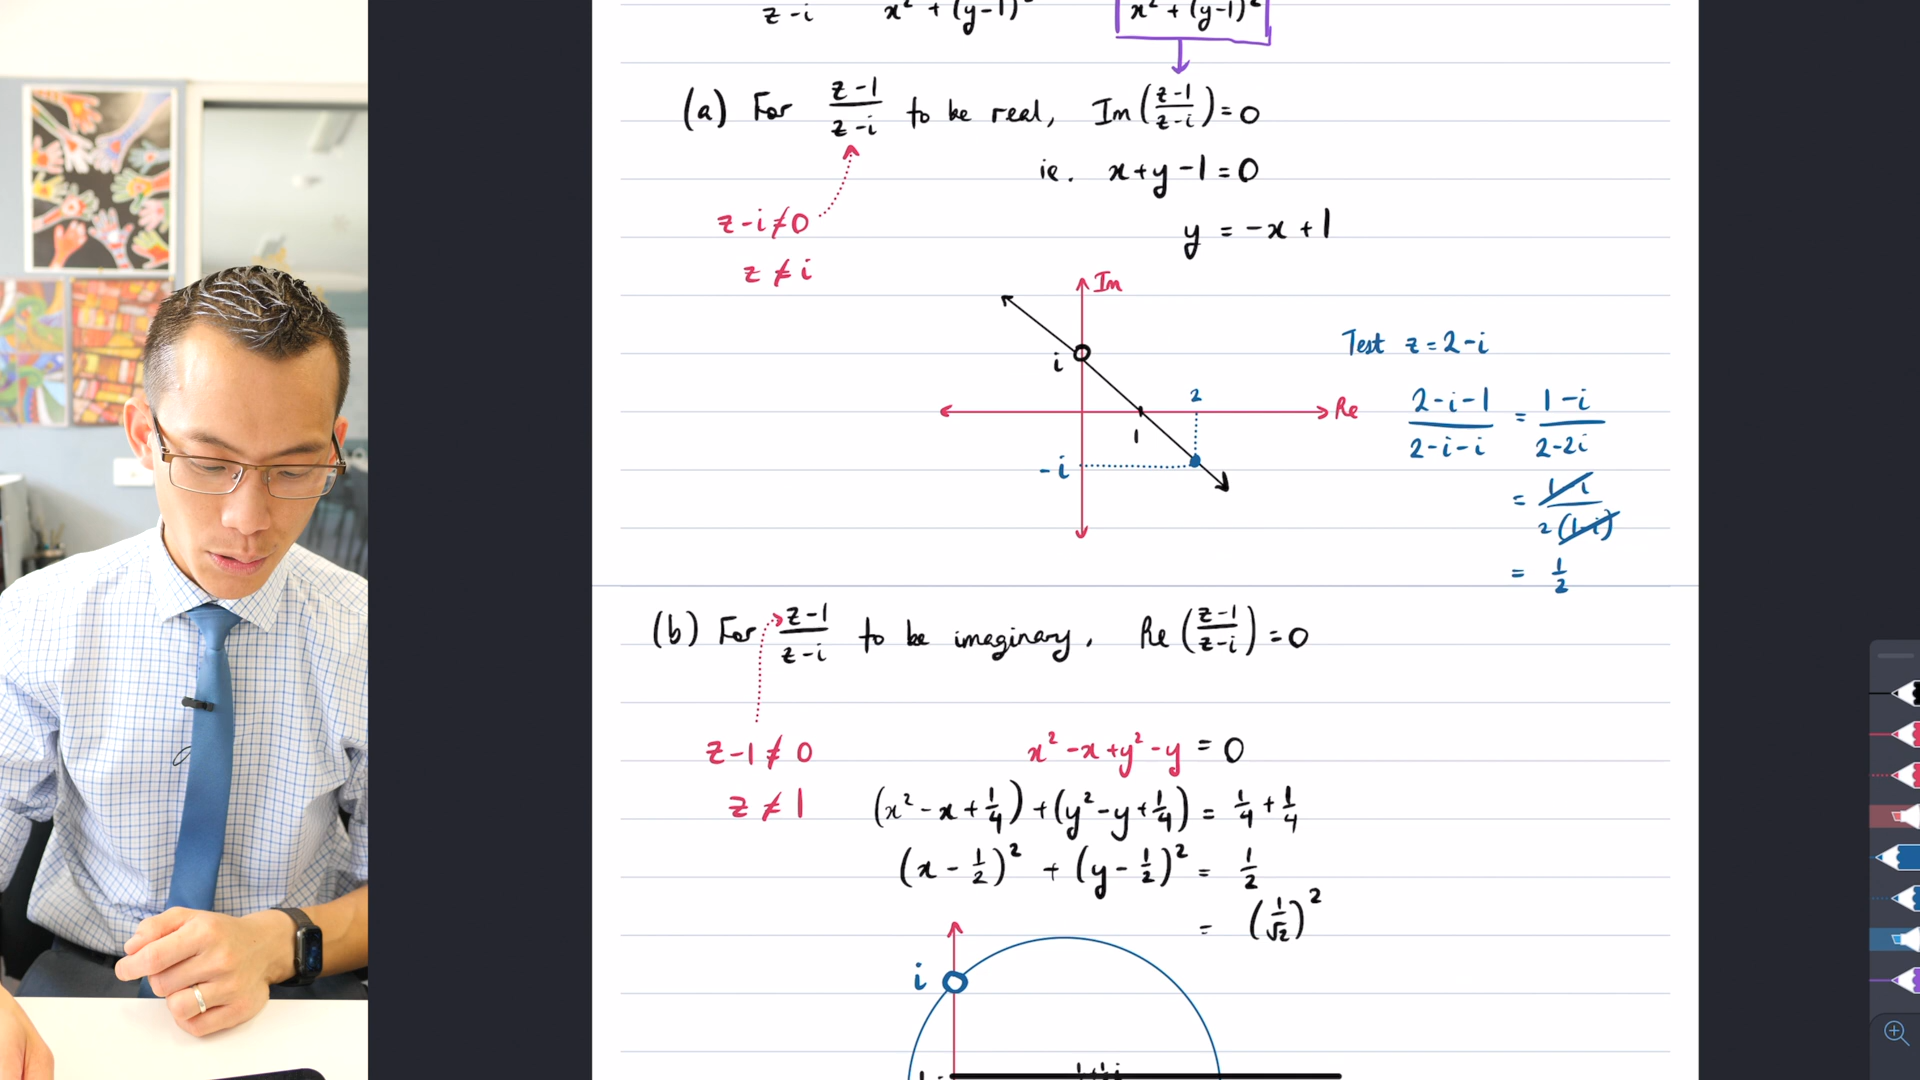 z-i x² + (y-1)² x² + (y-1)²
(a) For z-1/z-i to be real, Im(z-1/z-i)=0
ie. x+y-1=0
z-i≠0
y = -x+1
z≠i
Im
Test z=2-i
i
2
Re
2-i-1/2-i-i = 1-i/2-2i
1
-i
= 1-i/2(1-i)
= 1/2
(b) For z-1/z-i to be imaginary, Re(z-1/z-i)=0
z-1≠0
x²-x+y²-y = 0
z≠1
(x²-x+1/4)+(y²-y+1/4) = 1/4+1/4
(x-1/2)² + (y-1/2)² = 1/2
= (1/√2)²
i